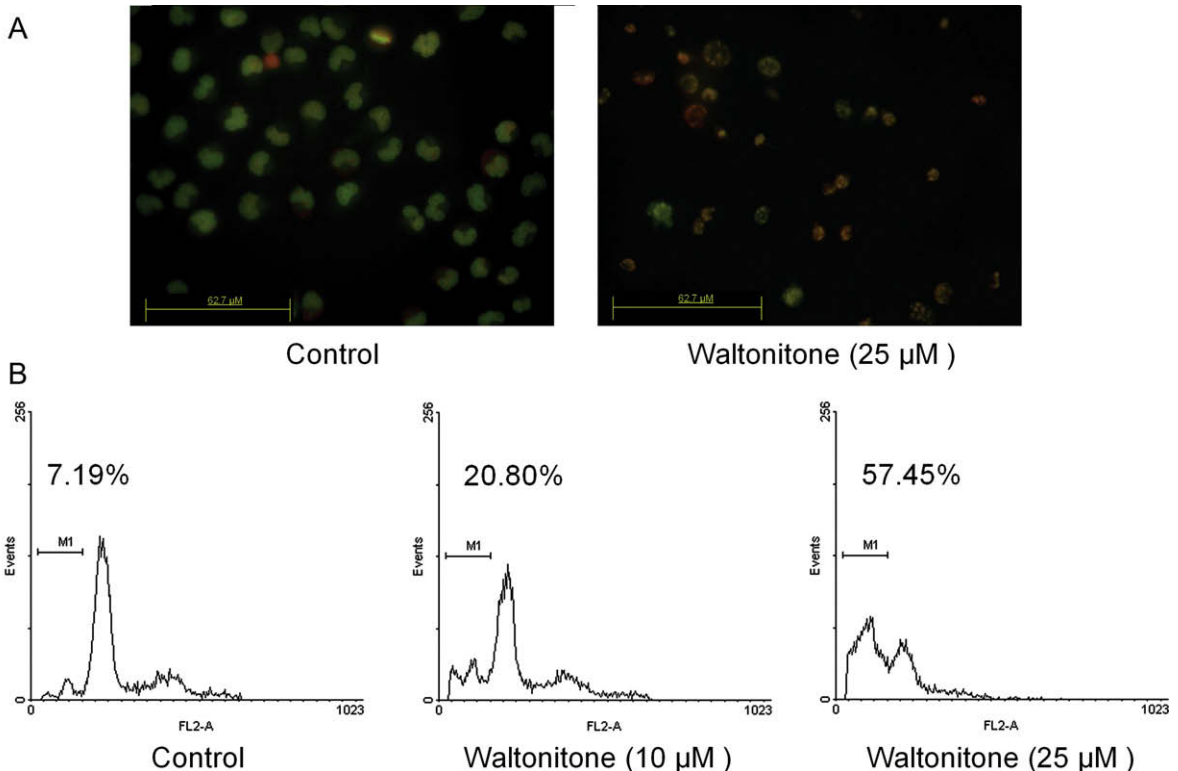 A
62.7 µM
62.7 µM
Control
Waltonitone (25 µM )
B
256
7.19%
M1
Events
0
0
1023
FL2-A
Control
256
20.80%
M1
Events
0
0
1023
FL2-A
Waltonitone (10 µM )
256
57.45%
M1
Events
0
0
1023
FL2-A
Waltonitone (25 µM )